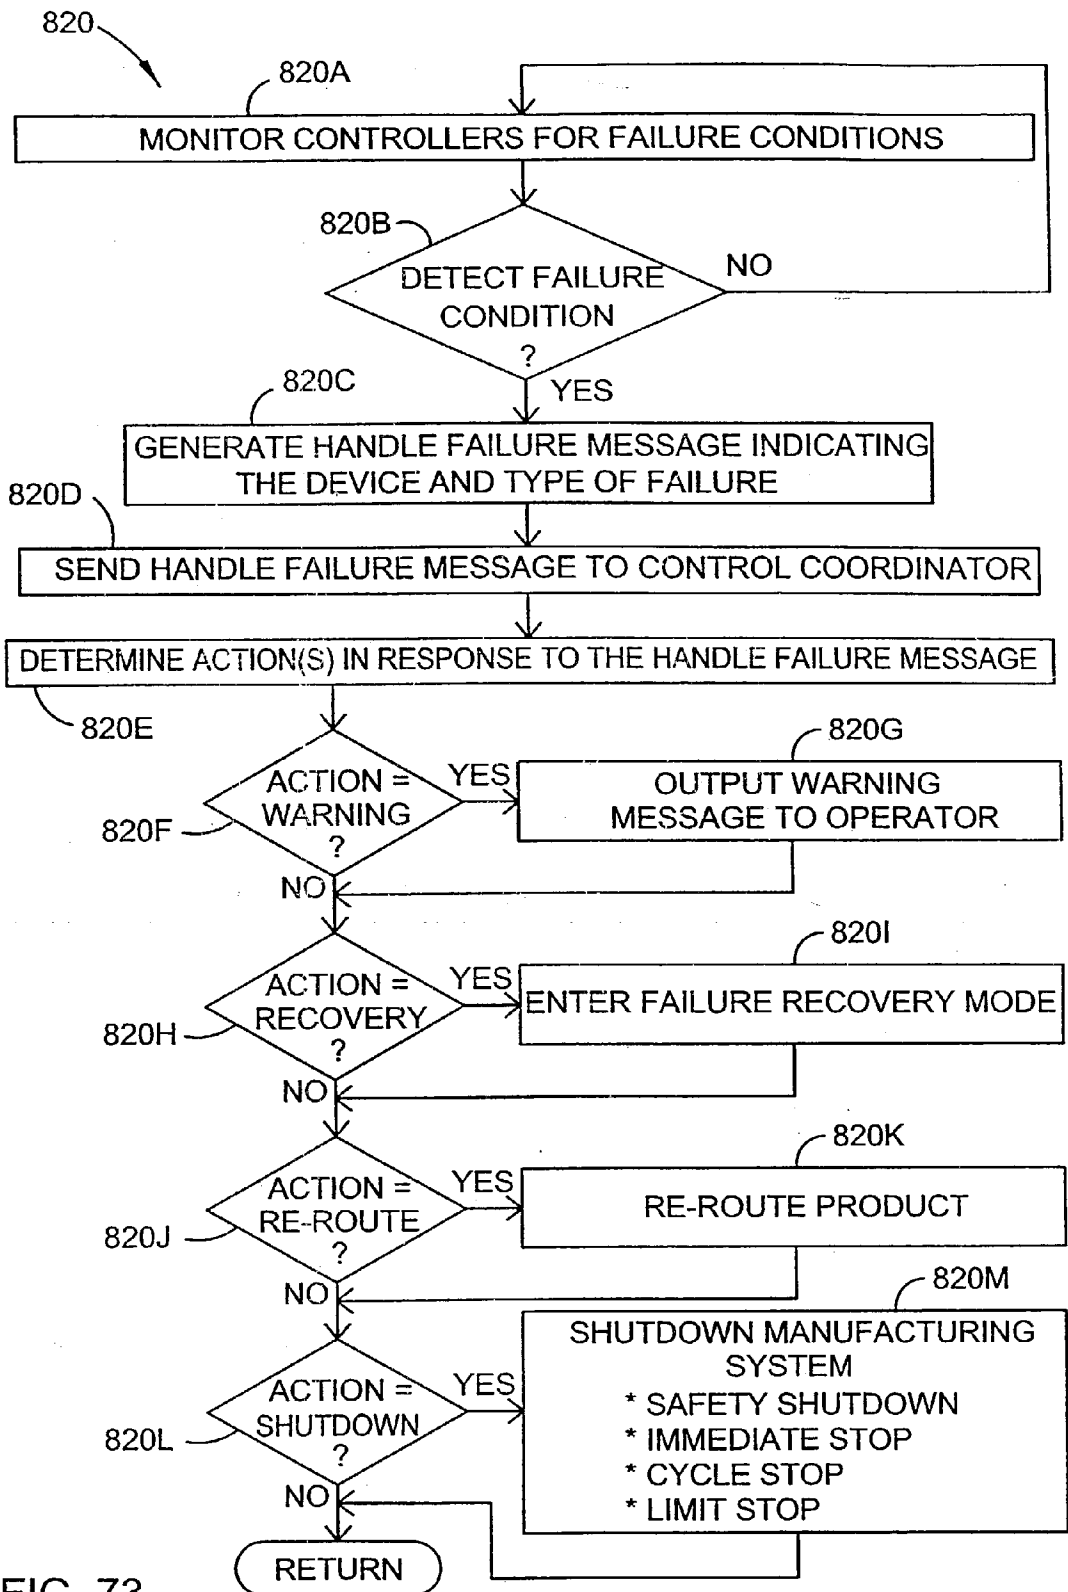 820
820A
MONITOR CONTROLLERS FOR FAILURE CONDITIONS
820B
DETECT FAILURE
CONDITION
?
NO
YES
820C
GENERATE HANDLE FAILURE MESSAGE INDICATING
THE DEVICE AND TYPE OF FAILURE
820D
SEND HANDLE FAILURE MESSAGE TO CONTROL COORDINATOR
DETERMINE ACTION(S) IN RESPONSE TO THE HANDLE FAILURE MESSAGE
820E
ACTION =
WARNING
?
820F
YES
820G
OUTPUT WARNING
MESSAGE TO OPERATOR
NO
ACTION =
RECOVERY
?
820H
YES
820I
ENTER FAILURE RECOVERY MODE
NO
ACTION =
RE-ROUTE
?
820J
YES
820K
RE-ROUTE PRODUCT
NO
ACTION =
SHUTDOWN
?
820L
YES
820M
SHUTDOWN MANUFACTURING
SYSTEM
* SAFETY SHUTDOWN
* IMMEDIATE STOP
* CYCLE STOP
* LIMIT STOP
NO
RETURN
FIG. 73